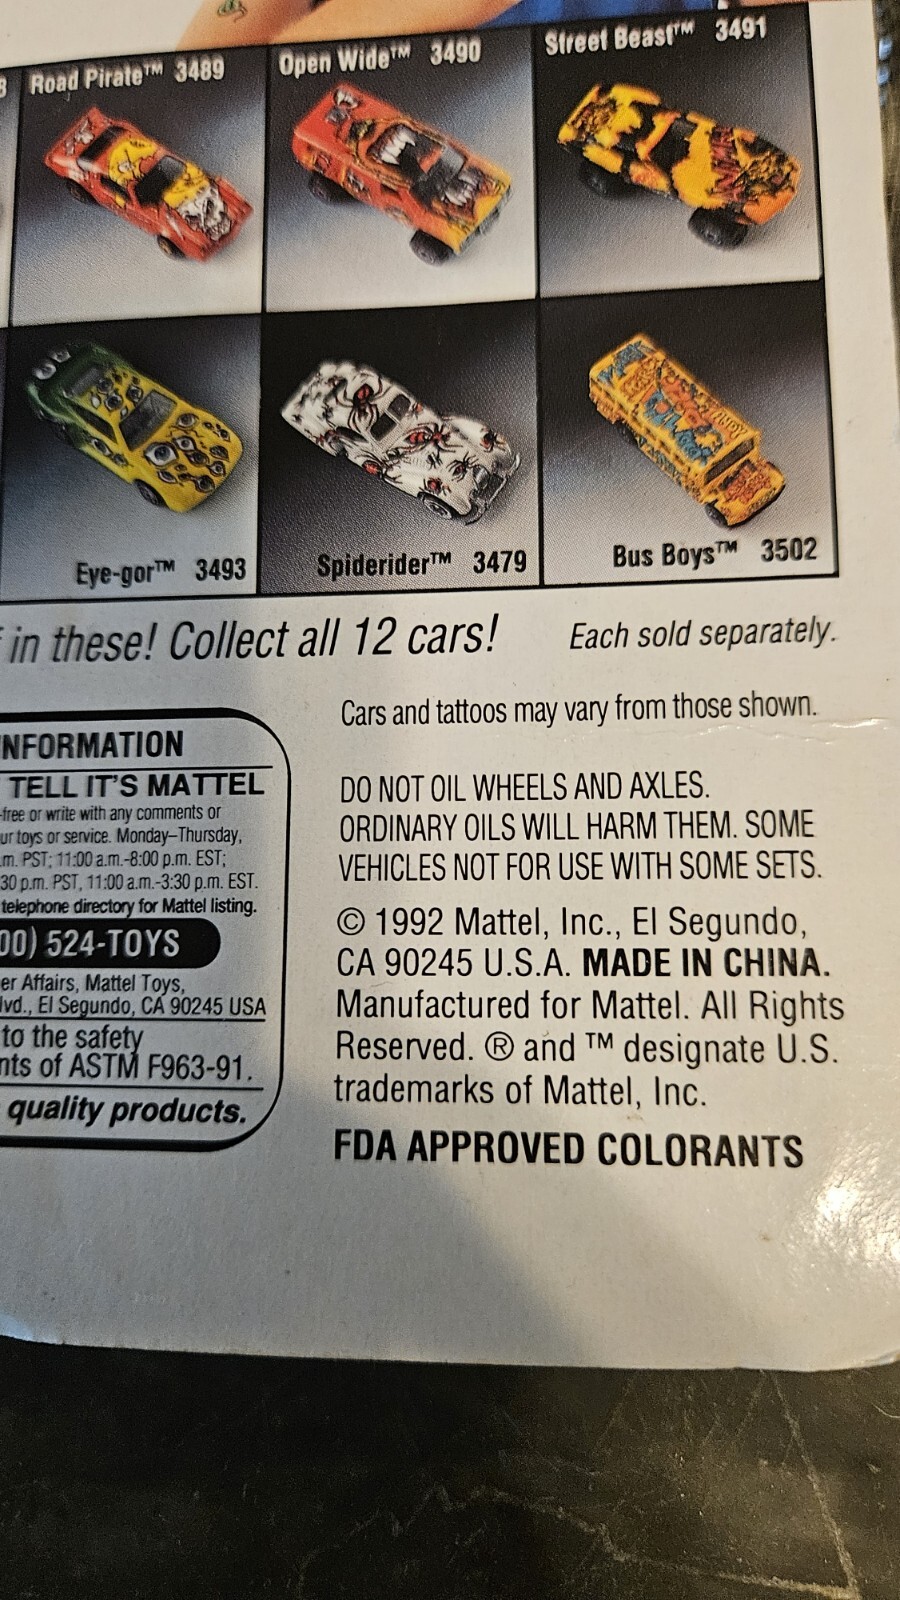 Road Pirate™ 3489
Open Wide™ 3490
Street Beast™ 3491
Eye-gor™ 3493
Spiderider™ 3479
Bus Boys™ 3502
in these! Collect all 12 cars!
Each sold separately.
Cars and tattoos may vary from those shown.
NFORMATION
TELL IT'S MATTEL
-free or write with any comments or
ur toys or service. Monday–Thursday,
.m. PST; 11:00 a.m.-8:00 p.m. EST;
30 p.m. PST, 11:00 a.m.-3:30 p.m. EST.
telephone directory for Mattel listing.
00) 524-TOYS
er Affairs, Mattel Toys,
lvd., El Segundo, CA 90245 USA
to the safety
nts of ASTM F963-91.
quality products.
DO NOT OIL WHEELS AND AXLES.
ORDINARY OILS WILL HARM THEM. SOME
VEHICLES NOT FOR USE WITH SOME SETS.
© 1992 Mattel, Inc., El Segundo,
CA 90245 U.S.A. MADE IN CHINA.
Manufactured for Mattel. All Rights
Reserved. ® and ™ designate U.S.
trademarks of Mattel, Inc.
FDA APPROVED COLORANTS